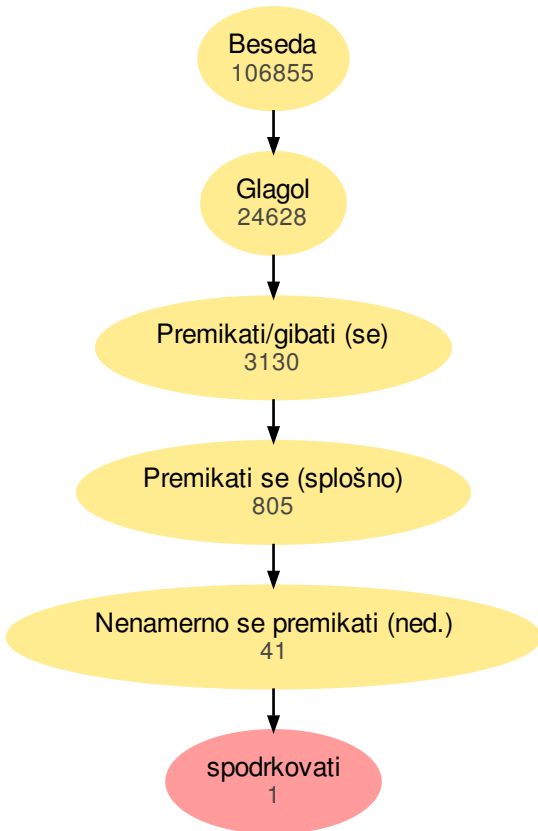 Beseda
106855
Glagol
24628
Premikati/gibati (se)
3130
Premikati se (splošno)
805
Nenamerno se premikati (ned.)
41
spodrkovati
1